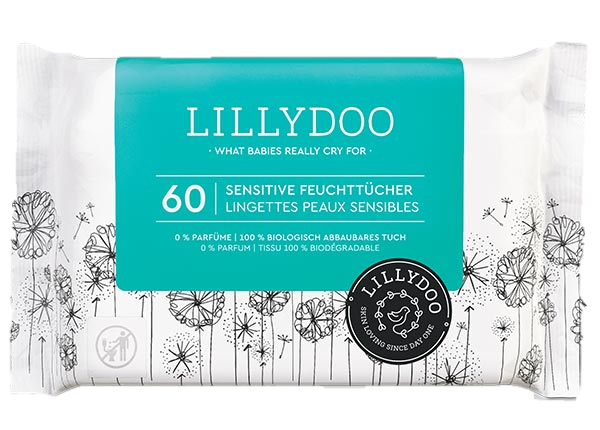 LILLYDOO
· WHAT BABIES REALLY CRY FOR ·
60 | SENSITIVE FEUCHTTÜCHER
LINGETTES PEAUX SENSIBLES
0 % PARFÜME | 100 % BIOLOGISCH ABBAUBARES TUCH
0 % PARFUM | TISSU 100 % BIODÉGRADABLE
LILLYDOO
SKIN LOVING SINCE DAY ONE